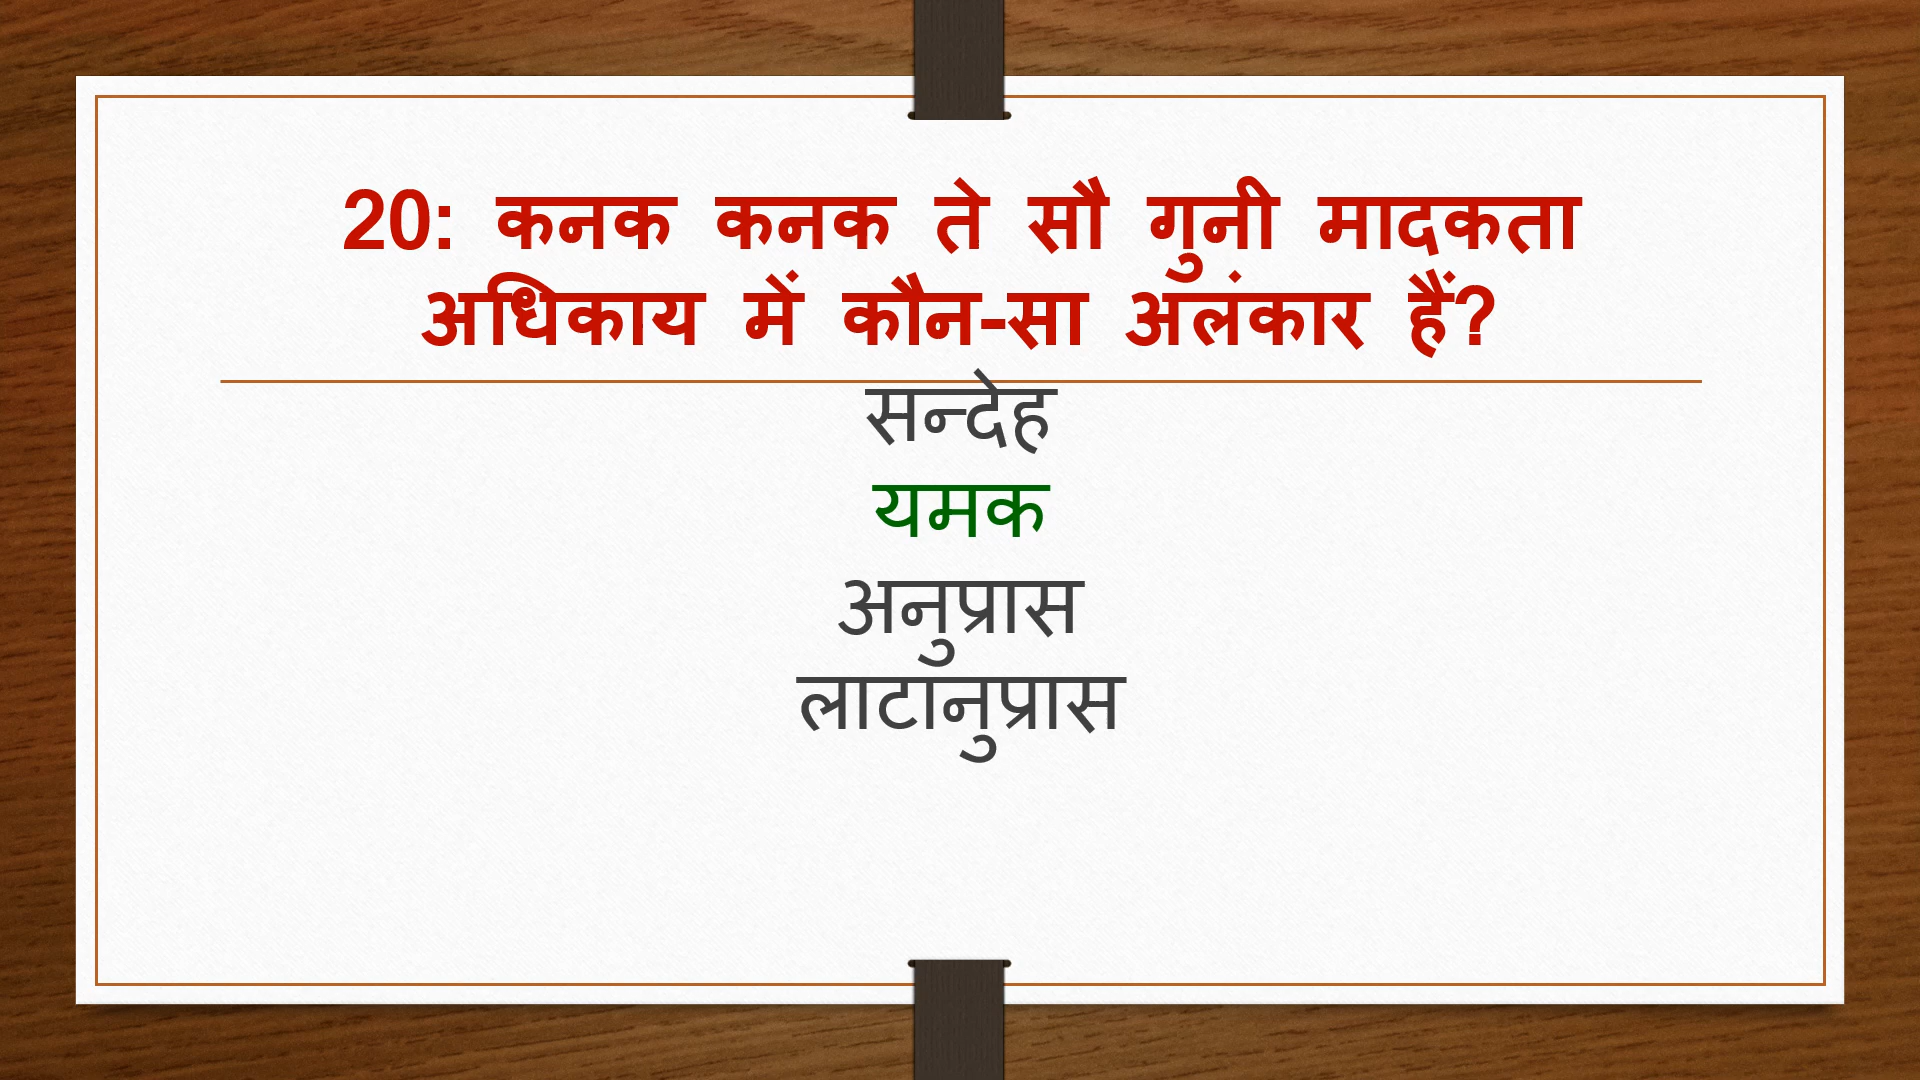 20: कनक कनक ते सौ गुनी मादकता
अधिकाय में कौन-सा अलंकार हैं?
सन्देह
यमक
अनुप्रास
लाटानुप्रास